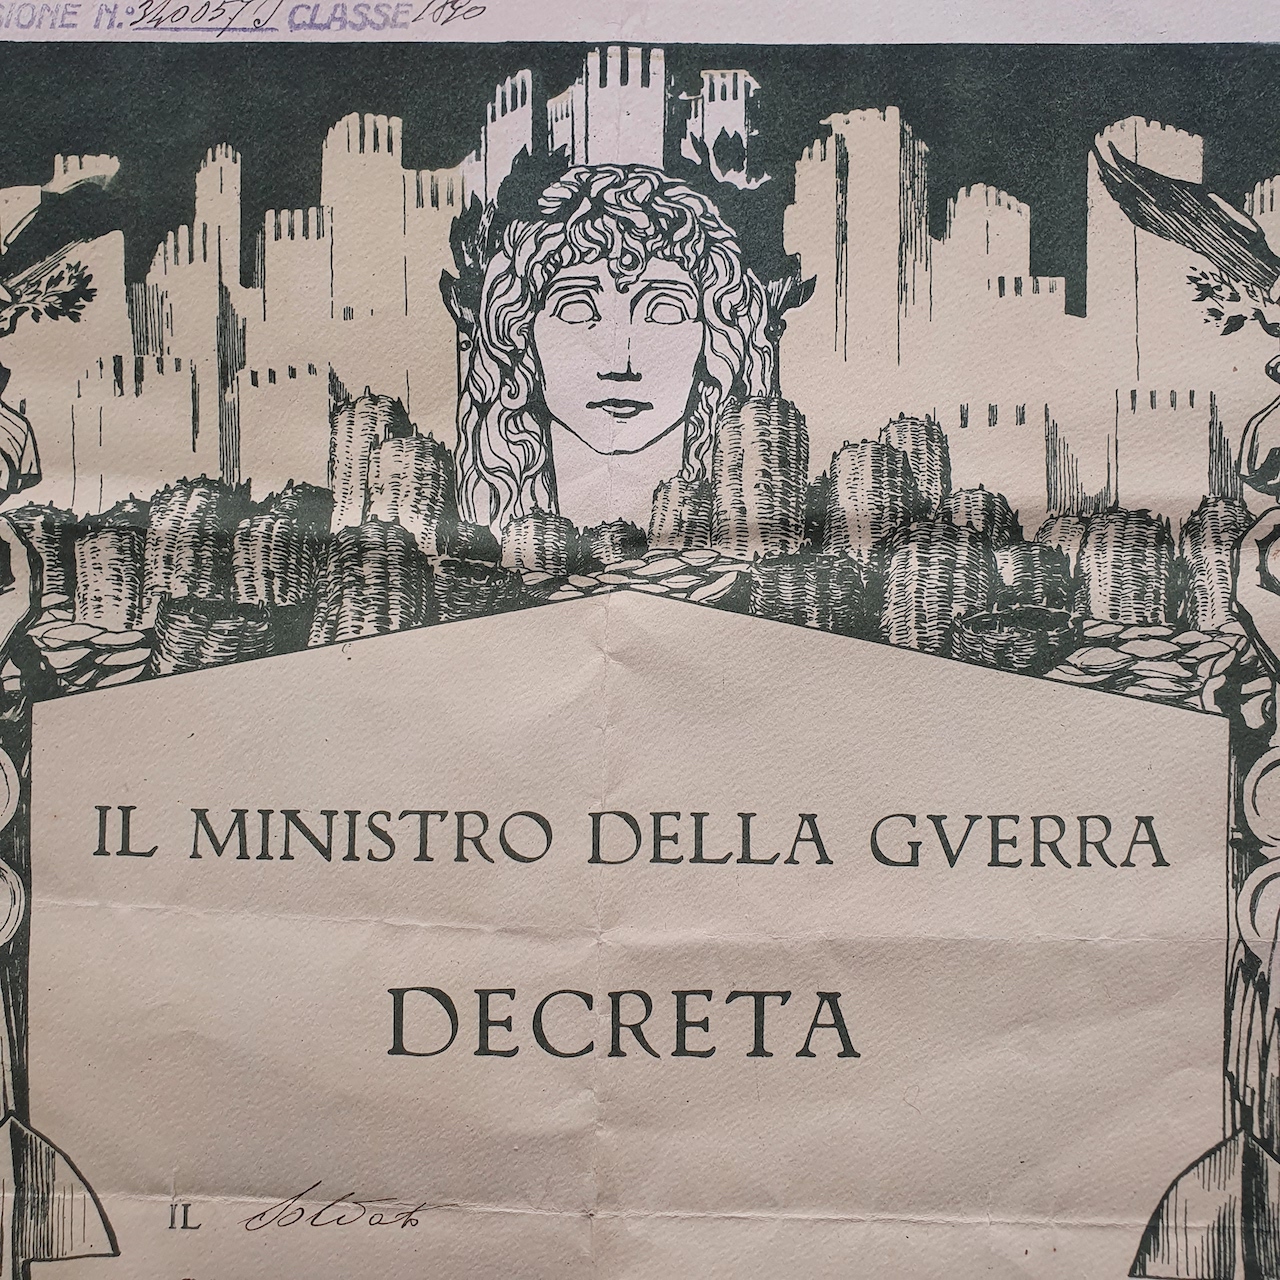 SIONE N.° 340057 CLASSE 1890
IL MINISTRO DELLA GVERRA
DECRETA
IL Soldato